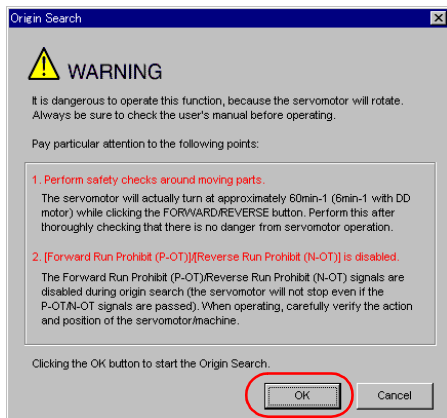 Origin Search
WARNING
It is dangerous to operate this function, because the servomotor will rotate.
Always be sure to check the user's manual before operating.
Pay particular attention to the following points:
1. Perform safety checks around moving parts.
The servomotor will actually turn at approximately 60min-1 (6min-1 with DD
motor) while clicking the FORWARD/REVERSE button. Perform this after
thoroughly checking that there is no danger from servomotor operation.
2. [Forward Run Prohibit (P-OT)]/[Reverse Run Prohibit (N-OT)] is disabled.
The Forward Run Prohibit (P-OT)/Reverse Run Prohibit (N-OT) signals are
disabled during origin search (the servomotor will not stop even if the
P-OT/N-OT signals are passed). When operating, carefully verify the action
and position of the servomotor/machine.
Clicking the OK button to start the Origin Search.
OK
Cancel